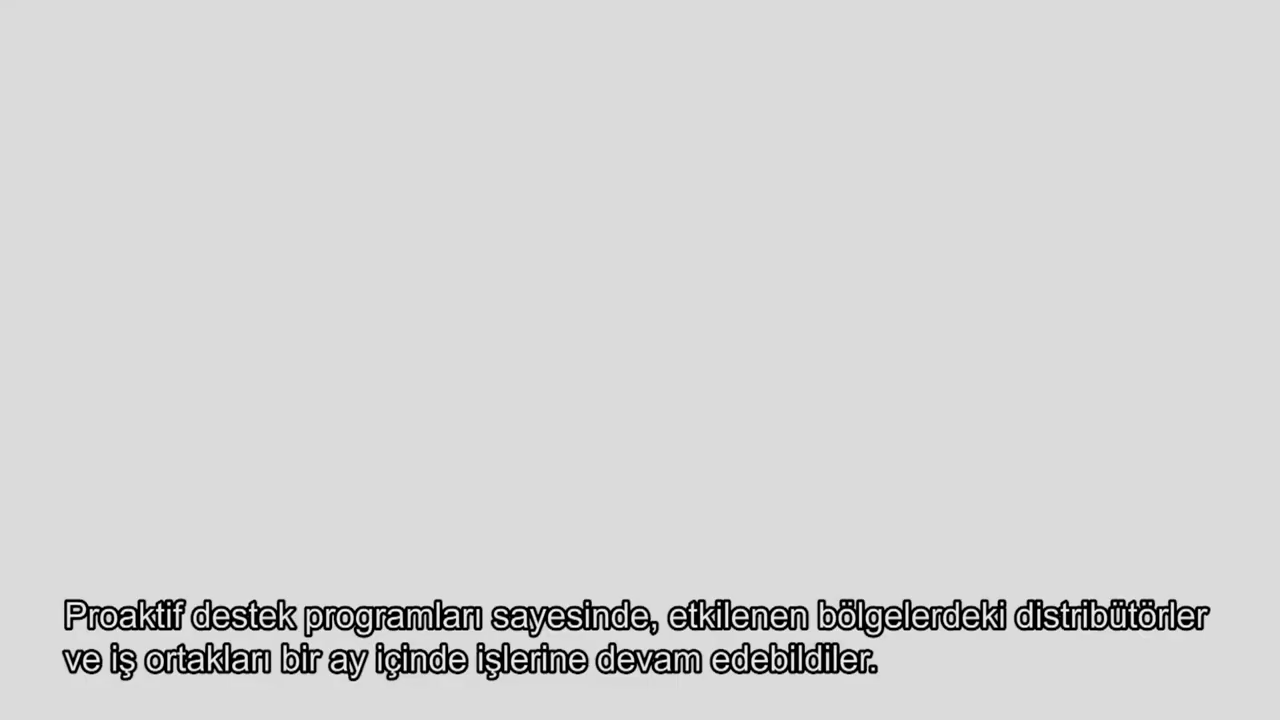 Proaktif destek programları sayesinde, etkilenen bölgelerdeki distribütörler
ve iş ortakları bir ay içinde işlerine devam edebildiler.